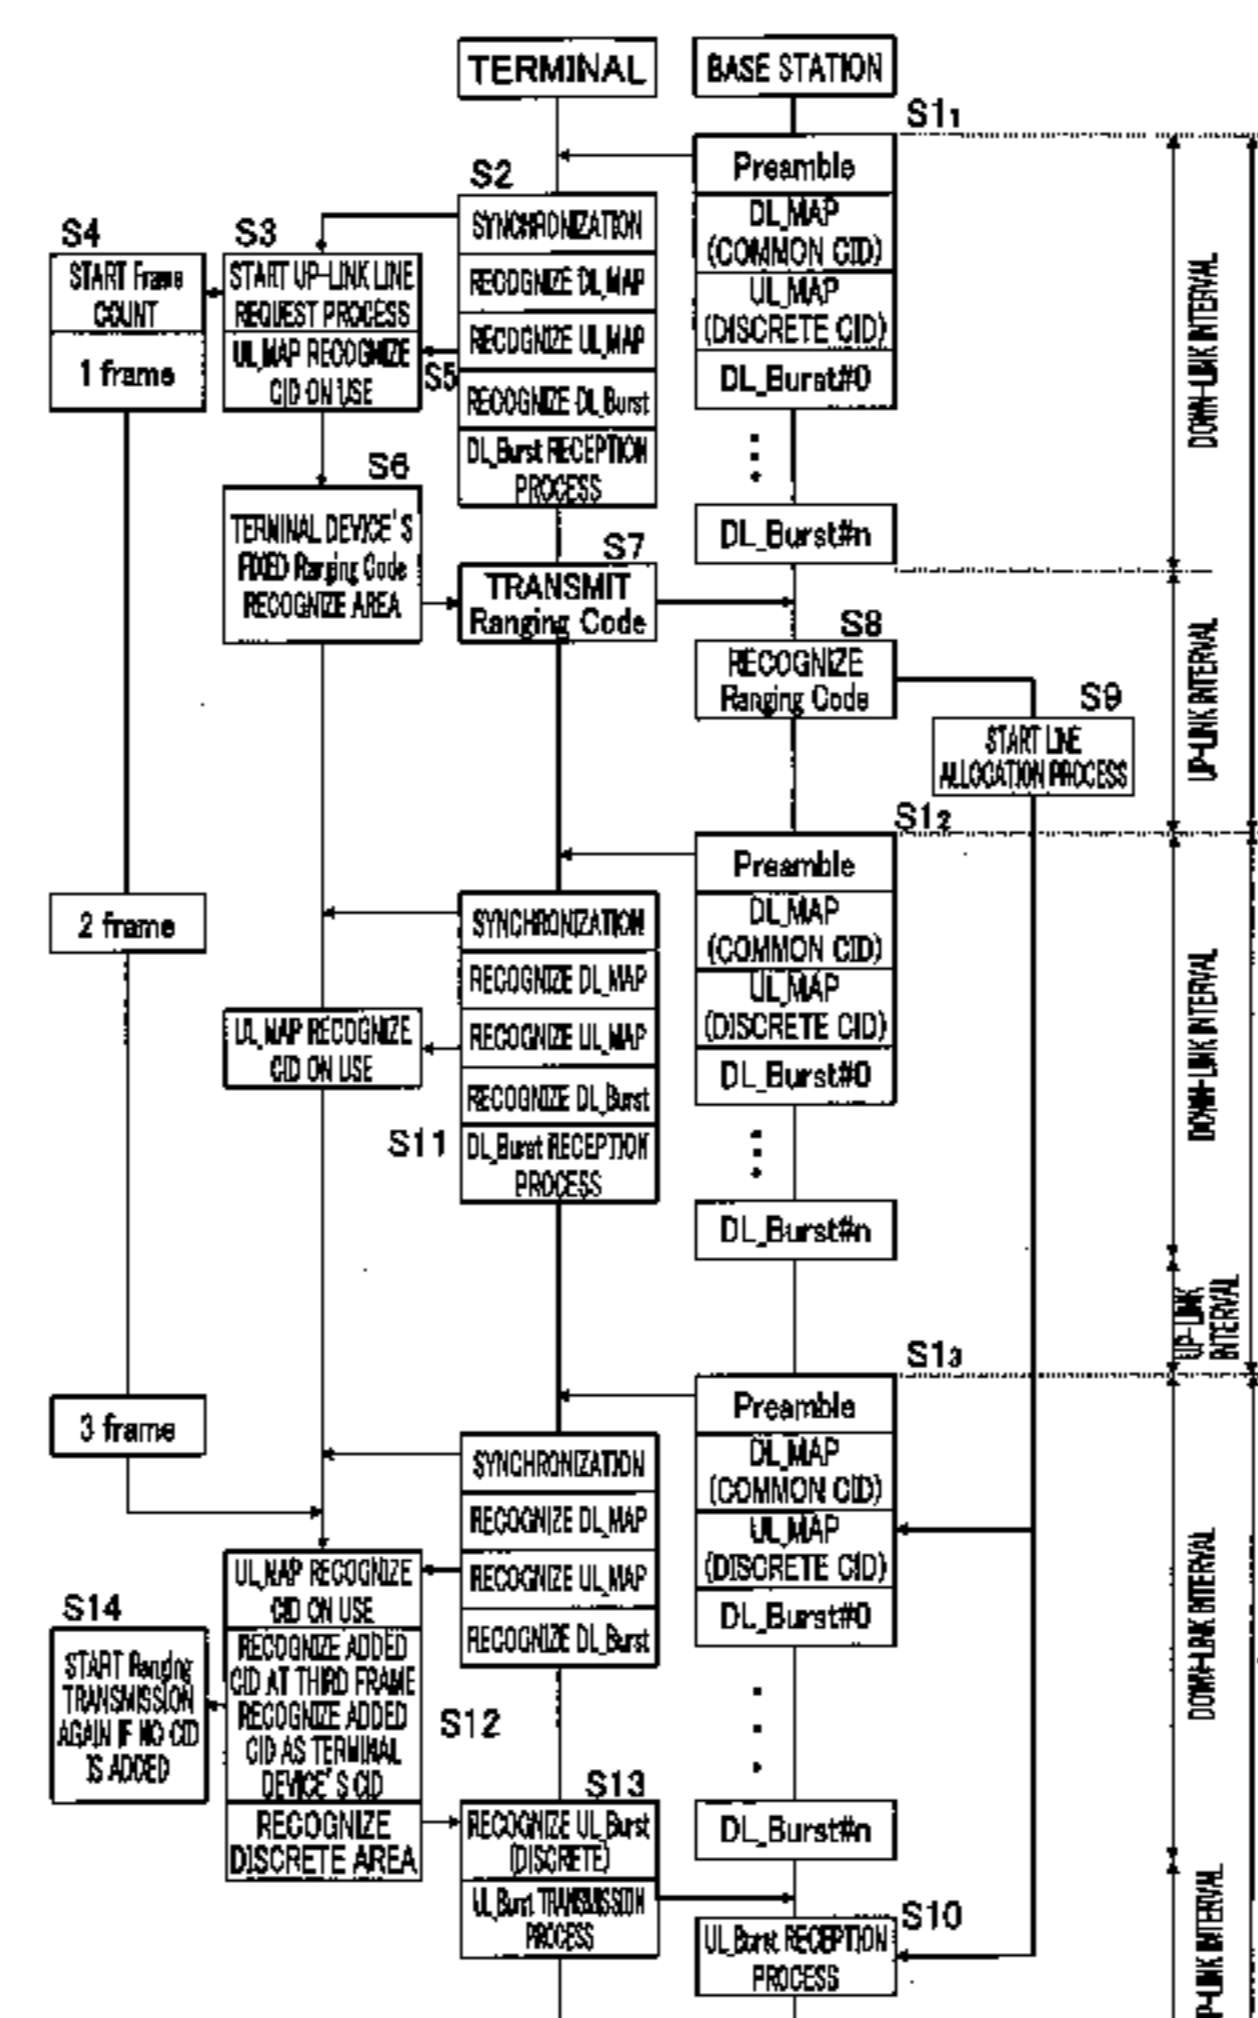 TERMINAL
BASE STATION
S1₁
Preamble
DL_MAP
(COMMON CID)
UL_MAP
(DISCRETE CID)
DL_Burst#0
DL_Burst#n
S2
SYNCHRONIZATION
RECOGNIZE DL_MAP
RECOGNIZE UL_MAP
RECOGNIZE DL_Burst
DL_Burst RECEPTION
PROCESS
S3
START UP-LINK LINE
REQUEST PROCESS
UL_MAP RECOGNIZE
CID ON USE
S4
START Frame
COUNT
1 frame
S5
S6
TERMINAL DEVICE'S
FIXED Ranging Code
RECOGNIZE AREA
S7
TRANSMIT
Ranging Code
S8
RECOGNIZE
Ranging Code
S9
START LINE
ALLOCATION PROCESS
DOWN-LINK INTERVAL
UP-LINK INTERVAL
S1₂
Preamble
DL_MAP
(COMMON CID)
UL_MAP
(DISCRETE CID)
DL_Burst#0
DL_Burst#n
2 frame
SYNCHRONIZATION
RECOGNIZE DL_MAP
RECOGNIZE UL_MAP
RECOGNIZE DL_Burst
S11
DL_Burst RECEPTION
PROCESS
UL_MAP RECOGNIZE
CID ON USE
DOWN-LINK INTERVAL
UP-LINK
INTERVAL
S1₃
Preamble
DL_MAP
(COMMON CID)
UL_MAP
(DISCRETE CID)
DL_Burst#0
DL_Burst#n
3 frame
SYNCHRONIZATION
RECOGNIZE DL_MAP
RECOGNIZE UL_MAP
RECOGNIZE DL_Burst
UL_MAP RECOGNIZE
CID ON USE
RECOGNIZE ADDED
CID AT THIRD FRAME
RECOGNIZE ADDED
CID AS TERMINAL
DEVICE'S CID
RECOGNIZE
DISCRETE AREA
S12
S14
START Ranging
TRANSMISSION
AGAIN IF NO CID
IS ADDED
S13
RECOGNIZE UL_Burst
(DISCRETE)
UL_Burst TRANSMISSION
PROCESS
S10
UL_Burst RECEPTION
PROCESS
DOWN-LINK INTERVAL
P-LINK INTERVAL